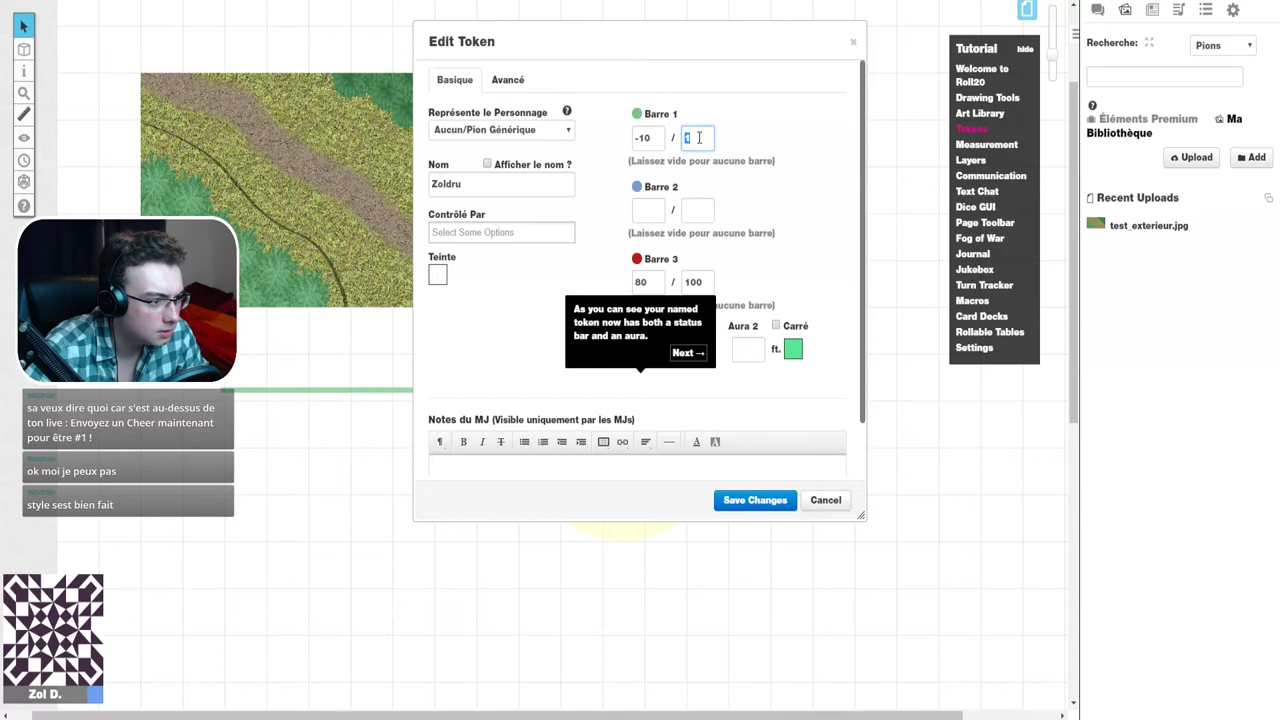 Edit Token
×
Basique
Avancé
Représente le Personnage
Aucun/Pion Générique
Nom
Afficher le nom ?
Zoldru
Contrôlé Par
Select Some Options
Teinte
Barre 1
-10 /
(Laissez vide pour aucune barre)
Barre 2
/
(Laissez vide pour aucune barre)
Barre 3
80 / 100
aucune barre)
As you can see your named
token now has both a status
bar and an aura.
Next →
Aura 2
Carré
ft.
Notes du MJ (Visible uniquement par les MJs)
Save Changes
Cancel
Tutorial
hide
Welcome to
Roll20
Drawing Tools
Art Library
Tokens
Measurement
Layers
Communication
Text Chat
Dice GUI
Page Toolbar
Fog of War
Journal
Jukebox
Turn Tracker
Macros
Card Decks
Rollable Tables
Settings
Recherche:
Pions
Éléments Premium
Ma
Bibliothèque
Upload
+ Add
Recent Uploads
test_exterieur.jpg
sa veux dire quoi car s'est au-dessus de
ton live : Envoyez un Cheer maintenant
pour être #1 !
ok moi je peux pas
style sest bien fait
Zol D.